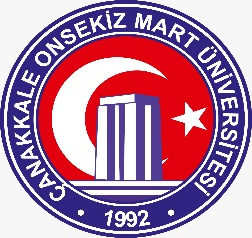 ÇANAKKALE ONSEKİZ MART ÜNİVERSİTESİ
· 1992 ·